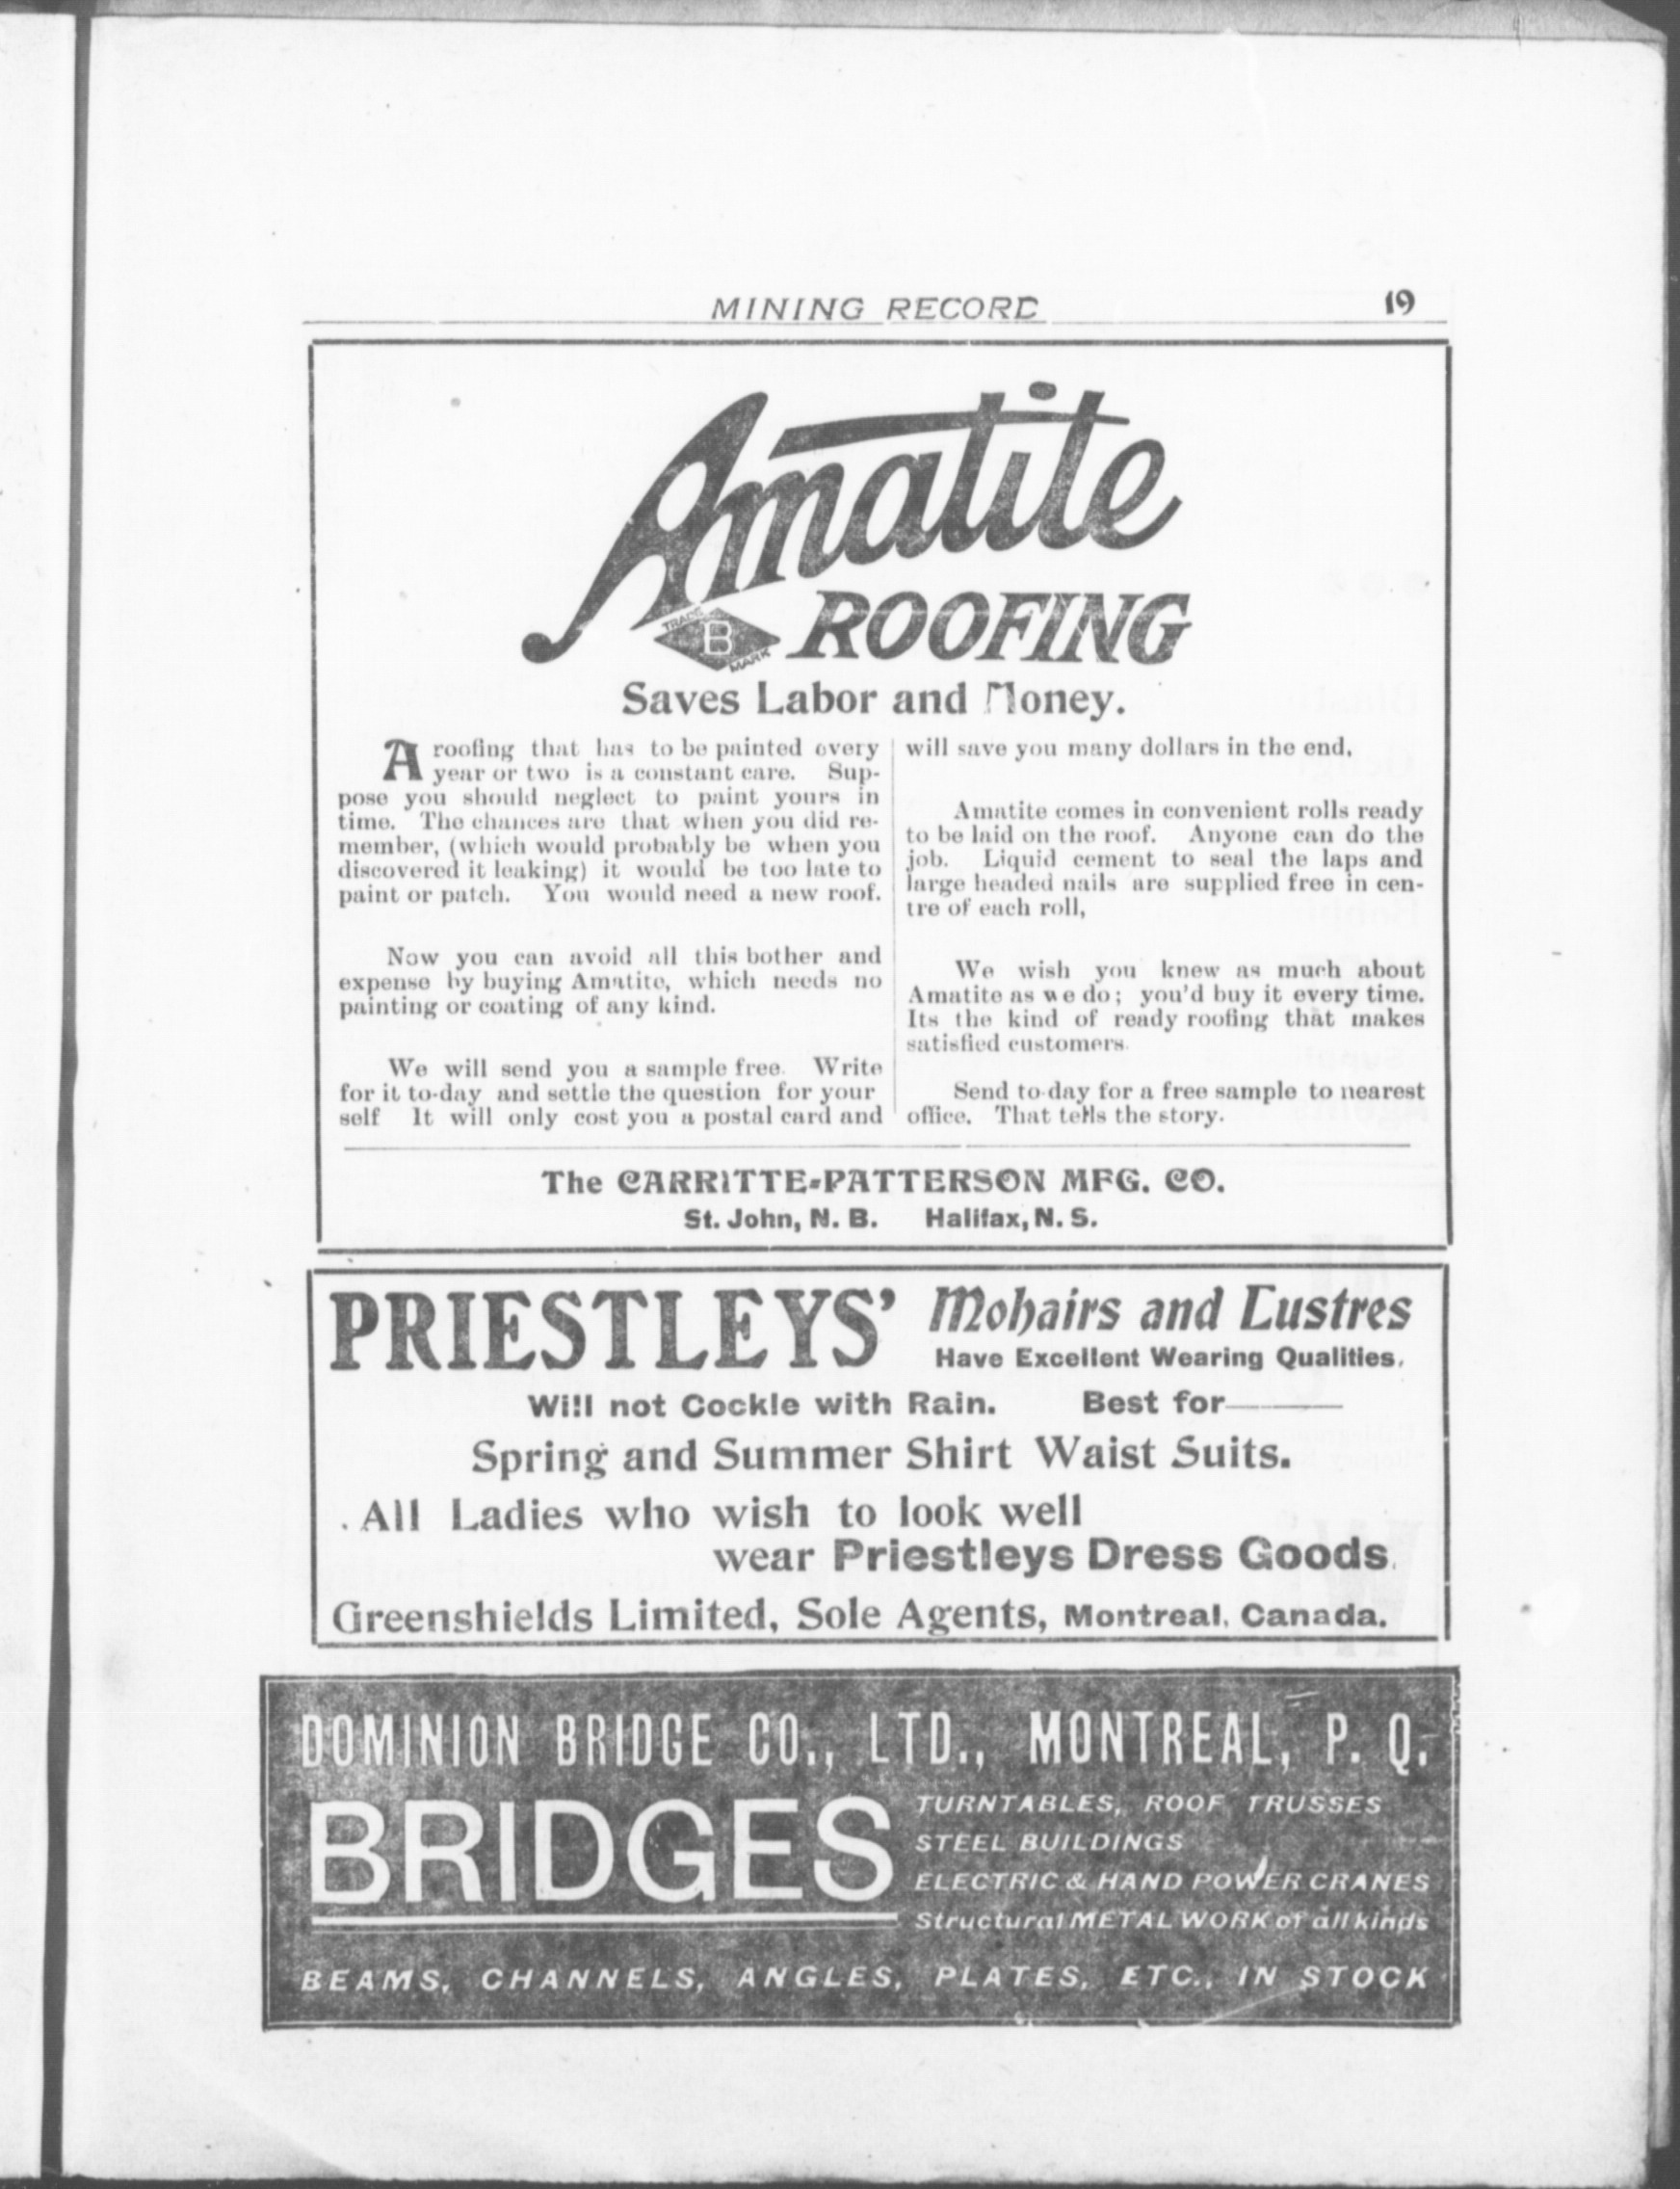 MINING RECORD 19
Amatite
TRADE B MARK ROOFING
Saves Labor and Money.
A roofing that has to be painted every
year or two is a constant care. Sup-
pose you should neglect to paint yours in
time. The chances are that when you did re-
member, (which would probably be when you
discovered it leaking) it would be too late to
paint or patch. You would need a new roof.
Now you can avoid all this bother and
expense by buying Amatite, which needs no
painting or coating of any kind.
We will send you a sample free. Write
for it to-day and settle the question for your
self It will only cost you a postal card and
will save you many dollars in the end,
Amatite comes in convenient rolls ready
to be laid on the roof. Anyone can do the
job. Liquid cement to seal the laps and
large headed nails are supplied free in cen-
tre of each roll,
We wish you knew as much about
Amatite as we do; you'd buy it every time.
Its the kind of ready roofing that makes
satisfied customers.
Send to-day for a free sample to nearest
office. That tells the story.
The CARRITTE-PATTERSON MFG. CO.
St. John, N. B. Halifax, N. S.
PRIESTLEYS' Mohairs and Lustres
Have Excellent Wearing Qualities.
Will not Cockle with Rain. Best for——
Spring and Summer Shirt Waist Suits.
All Ladies who wish to look well
wear Priestleys Dress Goods.
Greenshields Limited, Sole Agents, Montreal, Canada.
DOMINION BRIDGE CO., LTD., MONTREAL, P. Q.
BRIDGES
TURNTABLES, ROOF TRUSSES
STEEL BUILDINGS
ELECTRIC & HAND POWER CRANES
Structural METAL WORK of all kinds
BEAMS, CHANNELS, ANGLES, PLATES, ETC., IN STOCK